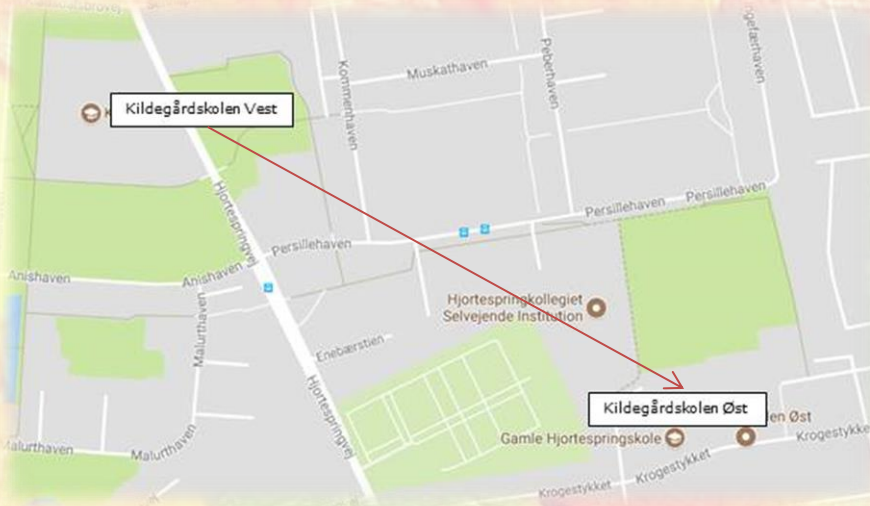 Muskathaven
Kommenhaven
Peberhaven
Kildegårdskolen Vest
Hjortespringvej
Persillehaven
Persillehaven
Persillehaven
Anishaven
Anishaven
Malurthaven
Hjortespringkollegiet
Selvejende Institution
Enebærstien
Hjortespringvej
Kildegårdskolen Øst
Gamle Hjortespringskole
Malurthaven
Krogestykket
Krogestykket